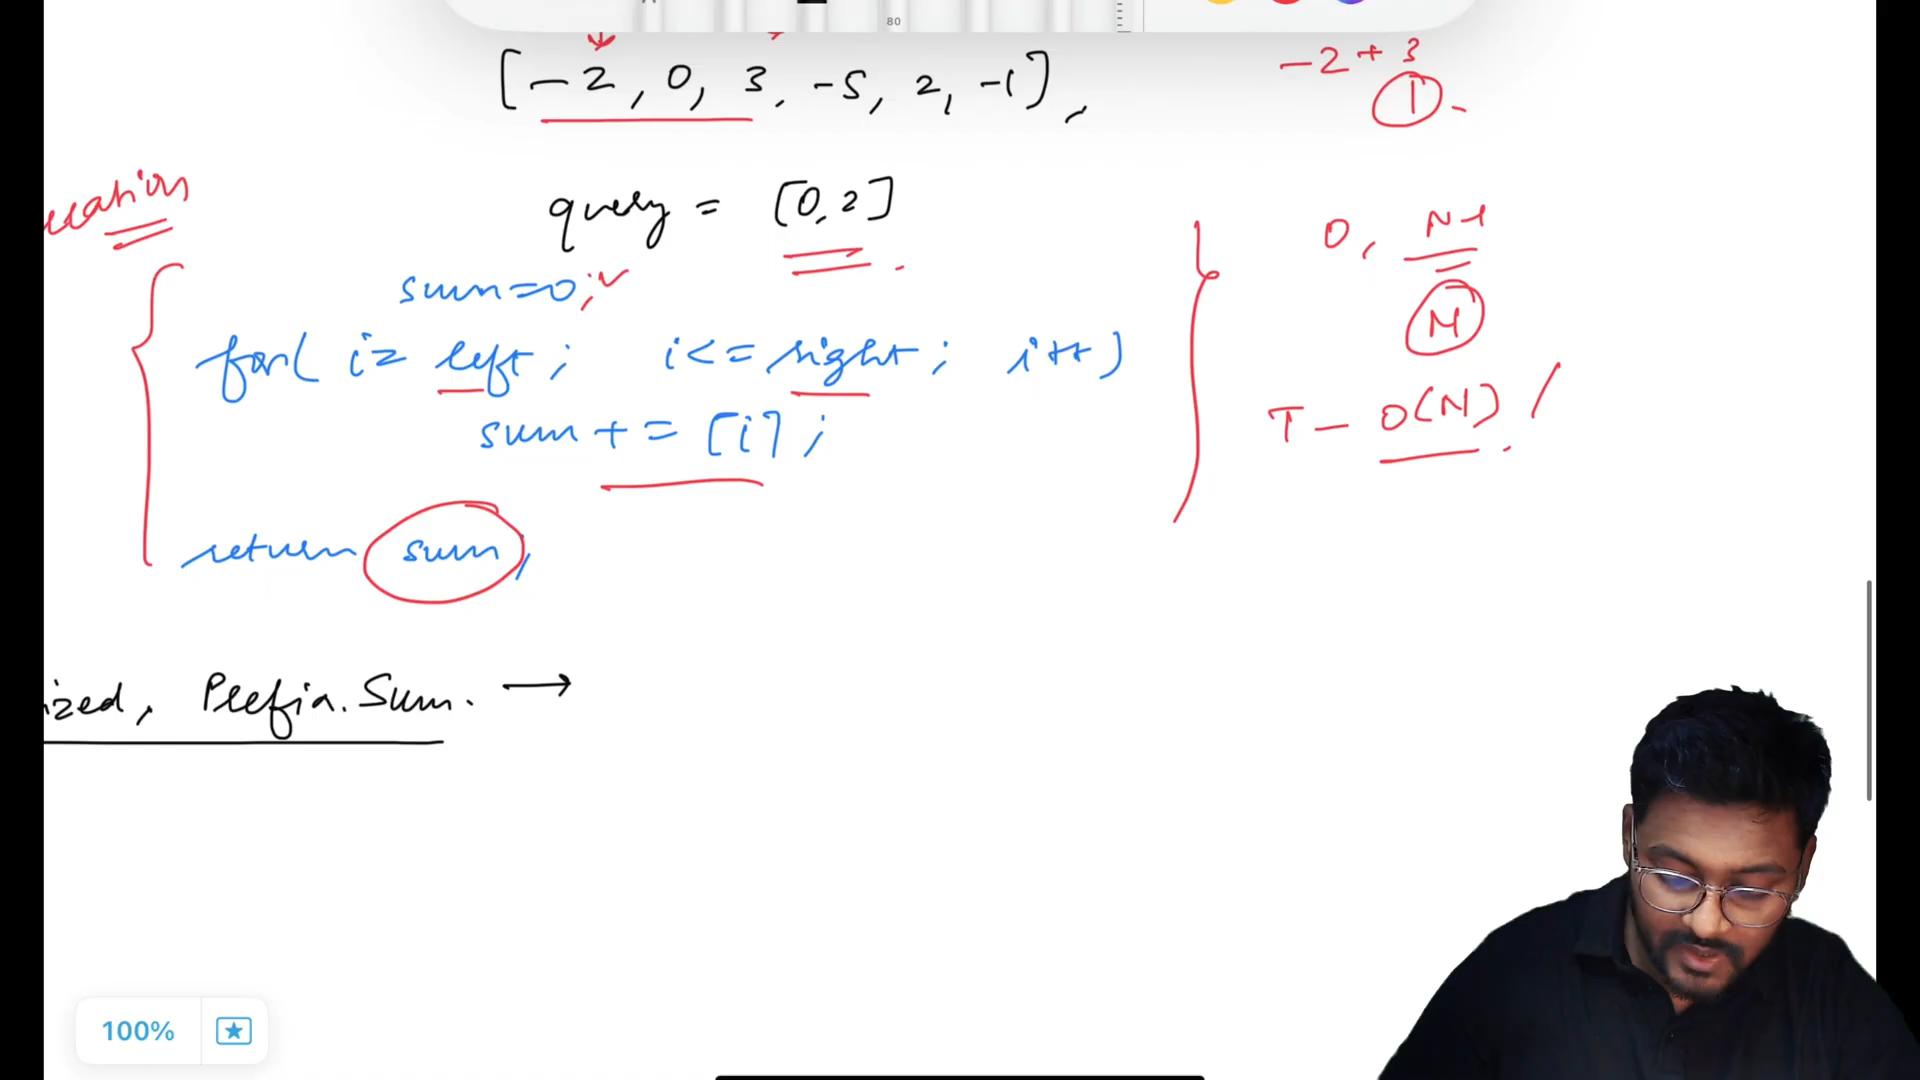 80
[-2, 0, 3, -5, 2, -1],
-2 + 3
1
query = [0, 2]
0, N-1
N
sum=0;
for( i= left; i<= right; i++)
T - O(N)
sum += [i];
return sum;
ized, Prefix.Sum. →
100%